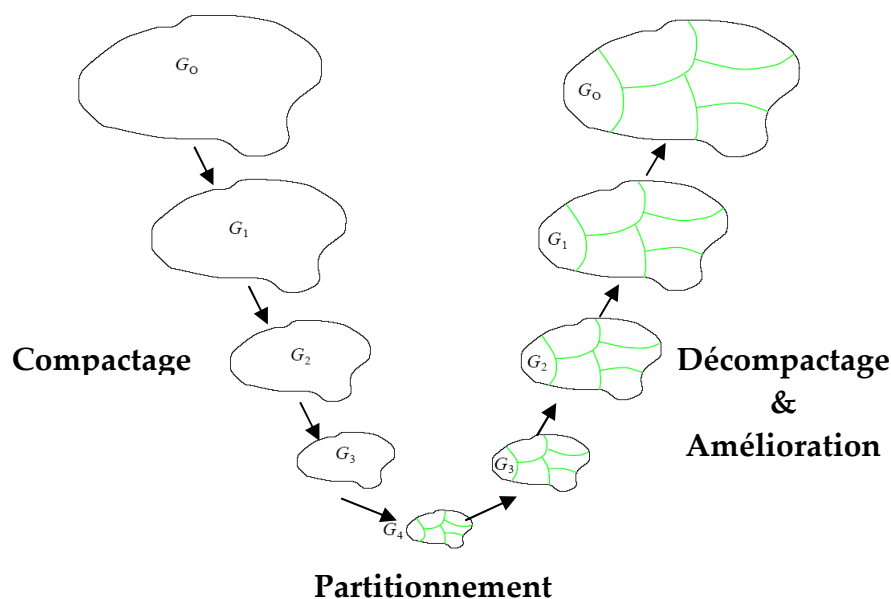 G₀
G₀
G₁
G₁
G₂
G₂
Compactage
Décompactage
&
Amélioration
G₃
G₃
G₄
Partitionnement